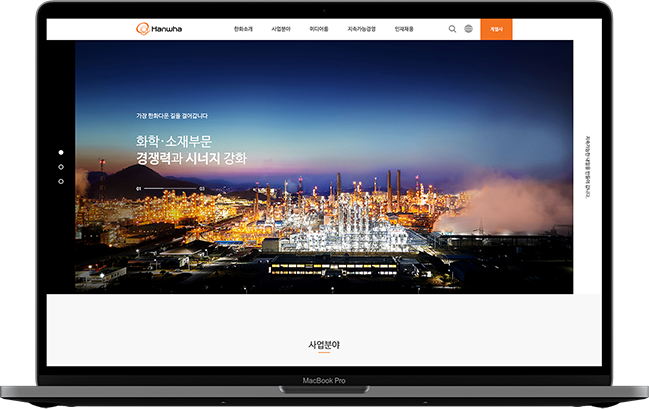 Hanwha
한화소개
사업분야
미디어룸
지속가능경영
인재채용
계열사
가장 한화다운 길을 걸어갑니다
화학·소재부문
경쟁력과 시너지 강화
01
03
사업분야
MacBook Pro